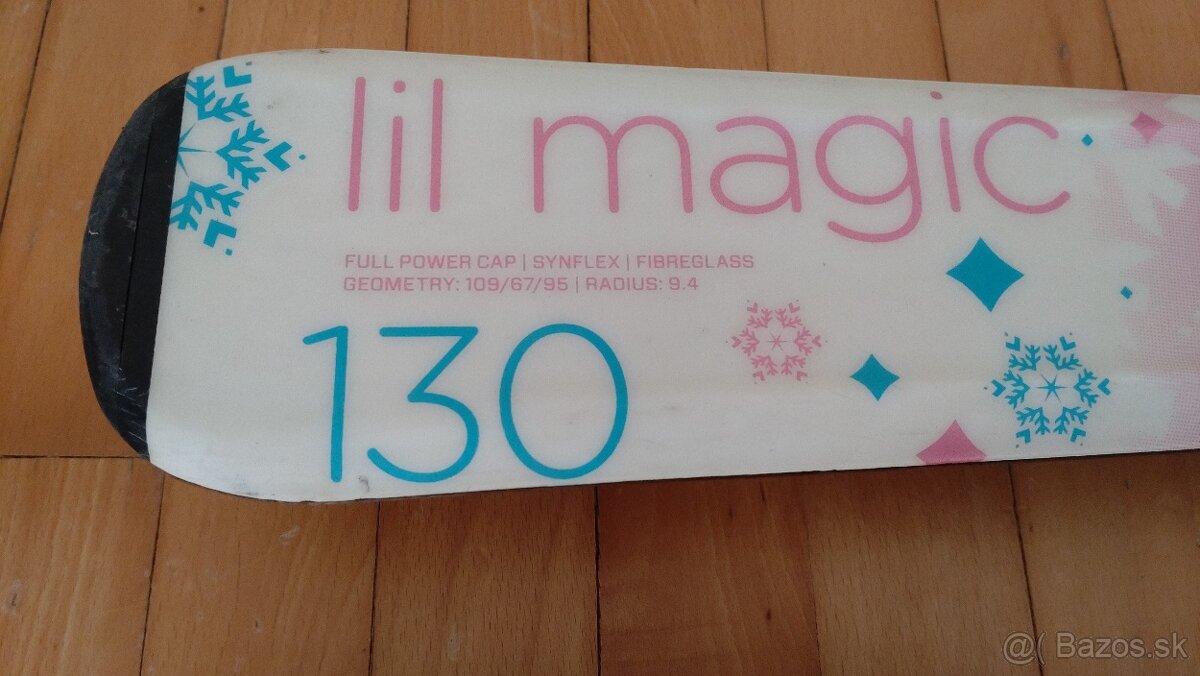 lil magic
FULL POWER CAP | SYNFLEX | FIBREGLASS
GEOMETRY: 109/67/95 | RADIUS: 9.4
130
@( Bazos.sk